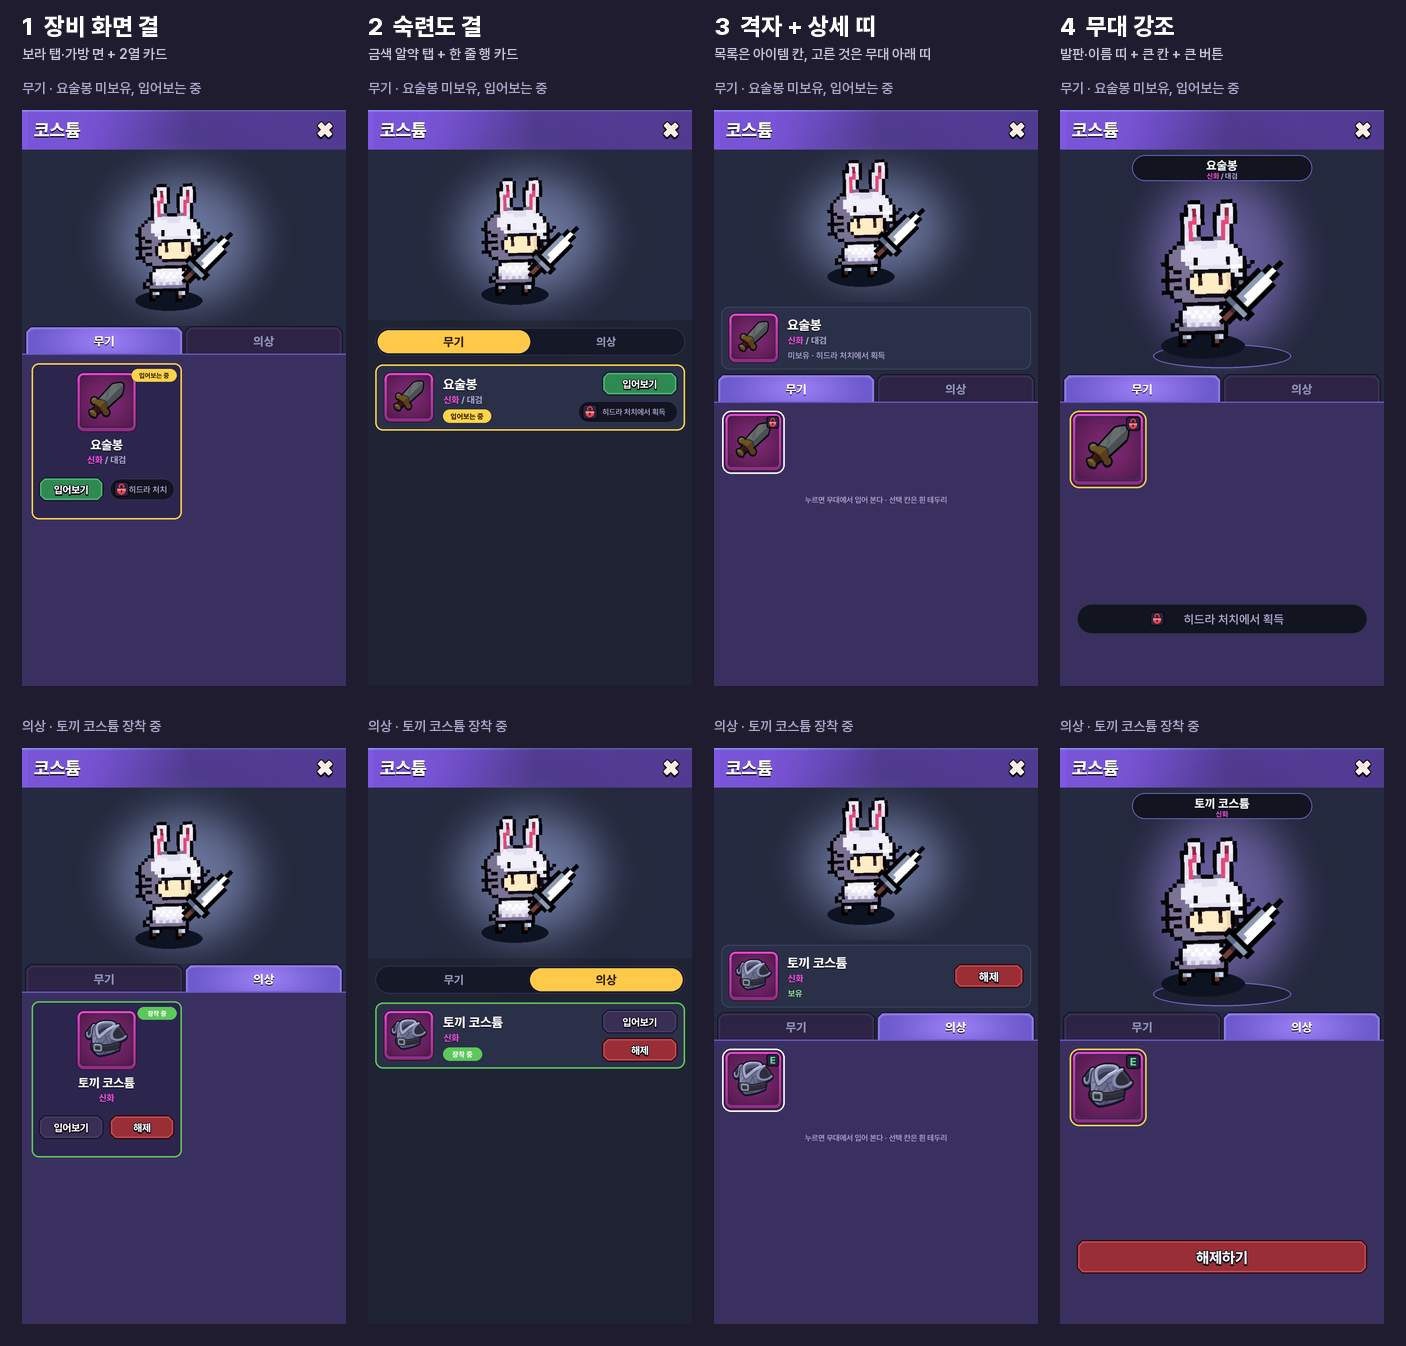 1 장비 화면 결
보라 탭·가방 면 + 2열 카드
무기 · 요술봉 미보유, 입어보는 중
코스튬
무기
의상
입어보는 중
요술봉
신화 / 대검
입어보기
히드라 처치
2 숙련도 결
금색 알약 탭 + 한 줄 행 카드
무기 · 요술봉 미보유, 입어보는 중
코스튬
무기
의상
요술봉
신화 / 대검
입어보는 중
입어보기
히드라 처치에서 획득
3 격자 + 상세 띠
목록은 아이템 칸, 고른 것은 무대 아래 띠
무기 · 요술봉 미보유, 입어보는 중
코스튬
요술봉
신화 / 대검
미보유 · 히드라 처치에서 획득
무기
의상
누르면 무대에서 입어 본다 · 선택 칸은 흰 테두리
4 무대 강조
발판·이름 띠 + 큰 칸 + 큰 버튼
무기 · 요술봉 미보유, 입어보는 중
코스튬
요술봉
신화 / 대검
무기
의상
히드라 처치에서 획득
의상 · 토끼 코스튬 장착 중
코스튬
무기
의상
장착 중
토끼 코스튬
신화
입어보기
해제
의상 · 토끼 코스튬 장착 중
코스튬
무기
의상
토끼 코스튬
신화
장착 중
입어보기
해제
의상 · 토끼 코스튬 장착 중
코스튬
토끼 코스튬
신화
보유
해제
무기
의상
E
누르면 무대에서 입어 본다 · 선택 칸은 흰 테두리
의상 · 토끼 코스튬 장착 중
코스튬
토끼 코스튬
신화
무기
의상
E
해제하기